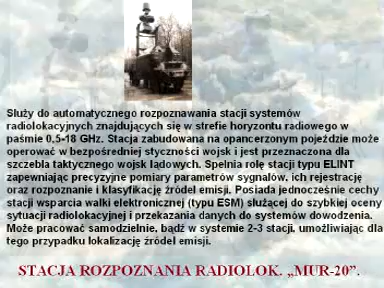 Służy do automatycznego rozpoznawania stacji systemów
radiolokacyjnych znajdujących się w strefie horyzontu radiowego w
paśmie 0,5-18 GHz. Stacja zabudowana na opancerzonym pojeździe może
operować w bezpośredniej styczności wojsk i jest przeznaczona dla
szczebla taktycznego wojsk lądowych. Spełnia rolę stacji typu ELINT
zapewniając precyzyjne pomiary parametrów sygnałów, ich rejestrację
oraz rozpoznanie i klasyfikację źródeł emisji. Posiada jednocześnie cechy
stacji wsparcia walki elektronicznej (typu ESM) służącej do szybkiej oceny
sytuacji radiolokacyjnej i przekazania danych do systemów dowodzenia.
Może pracować samodzielnie, bądź w systemie 2-3 stacji, umożliwiając dla
tego przypadku lokalizację źródeł emisji.
STACJA ROZPOZNANIA RADIOLOK. „MUR-20”.